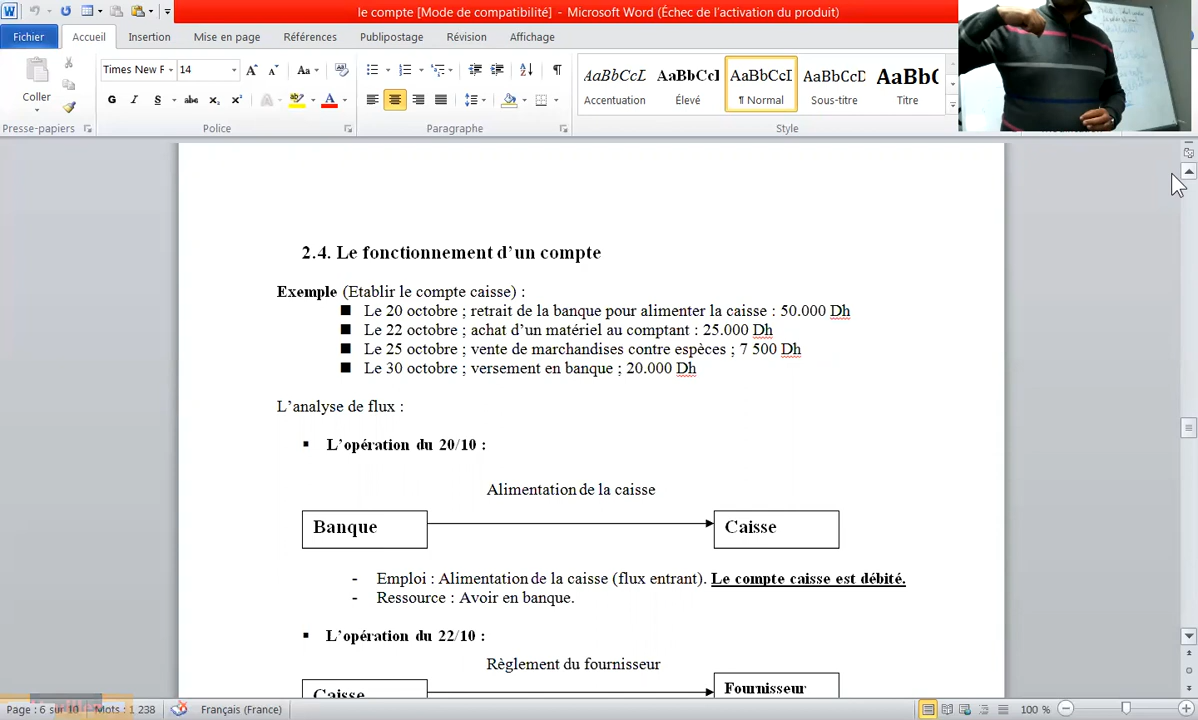 le compte [Mode de compatibilité] - Microsoft Word (Échec de l'activation du produit)
Fichier Accueil Insertion Mise en page Références Publipostage Révision Affichage
Coller
Times New F 14 Aa
G I S abe x₂ x² A A
AaBbCcL AaBbCcI AaBbCcI AaBbCcD AaBb(
Accentuation Élevé ¶ Normal Sous-titre Titre
Presse-papiers Police Paragraphe Style
2.4. Le fonctionnement d'un compte
Exemple (Etablir le compte caisse) :
■ Le 20 octobre ; retrait de la banque pour alimenter la caisse : 50.000 Dh
■ Le 22 octobre ; achat d'un matériel au comptant : 25.000 Dh
■ Le 25 octobre ; vente de marchandises contre espèces ; 7 500 Dh
■ Le 30 octobre ; versement en banque ; 20.000 Dh
L'analyse de flux :
▪ L'opération du 20/10 :
Alimentation de la caisse
Banque Caisse
- Emploi : Alimentation de la caisse (flux entrant). Le compte caisse est débité.
- Ressource : Avoir en banque.
▪ L'opération du 22/10 :
Règlement du fournisseur
Caisse Fournisseur
Page : 6 sur 10 Mots : 1 238 Français (France) 100 %